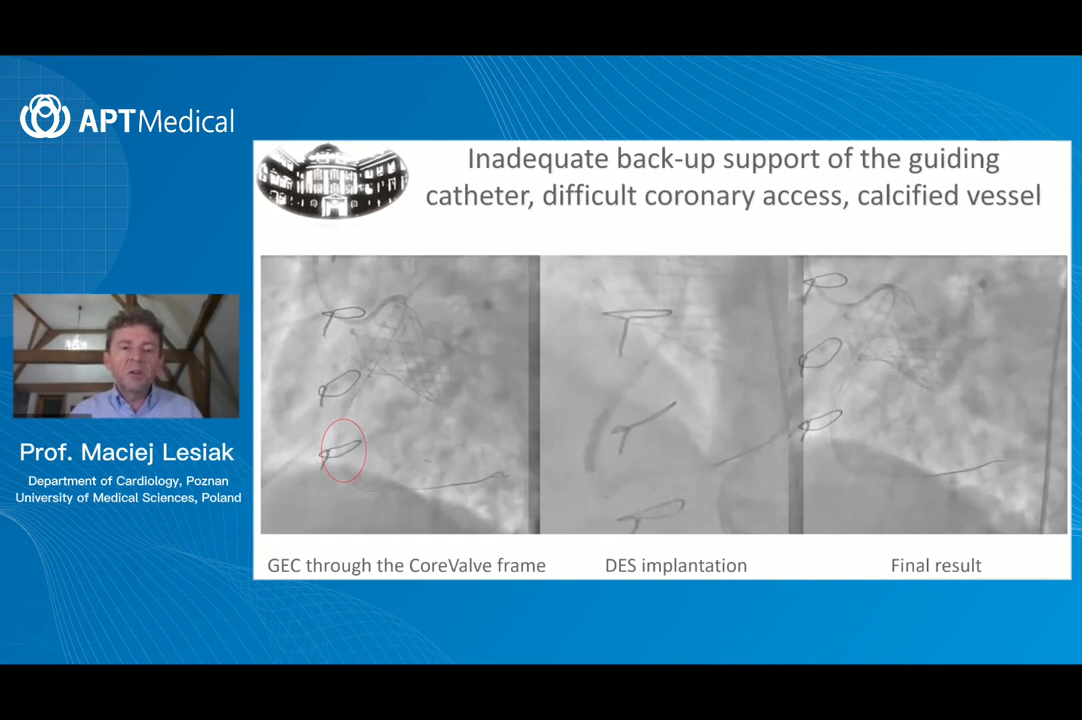 APTMedical
Inadequate back-up support of the guiding
catheter, difficult coronary access, calcified vessel
Prof. Maciej Lesiak
Department of Cardiology, Poznan
University of Medical Sciences, Poland
GEC through the CoreValve frame
DES implantation
Final result